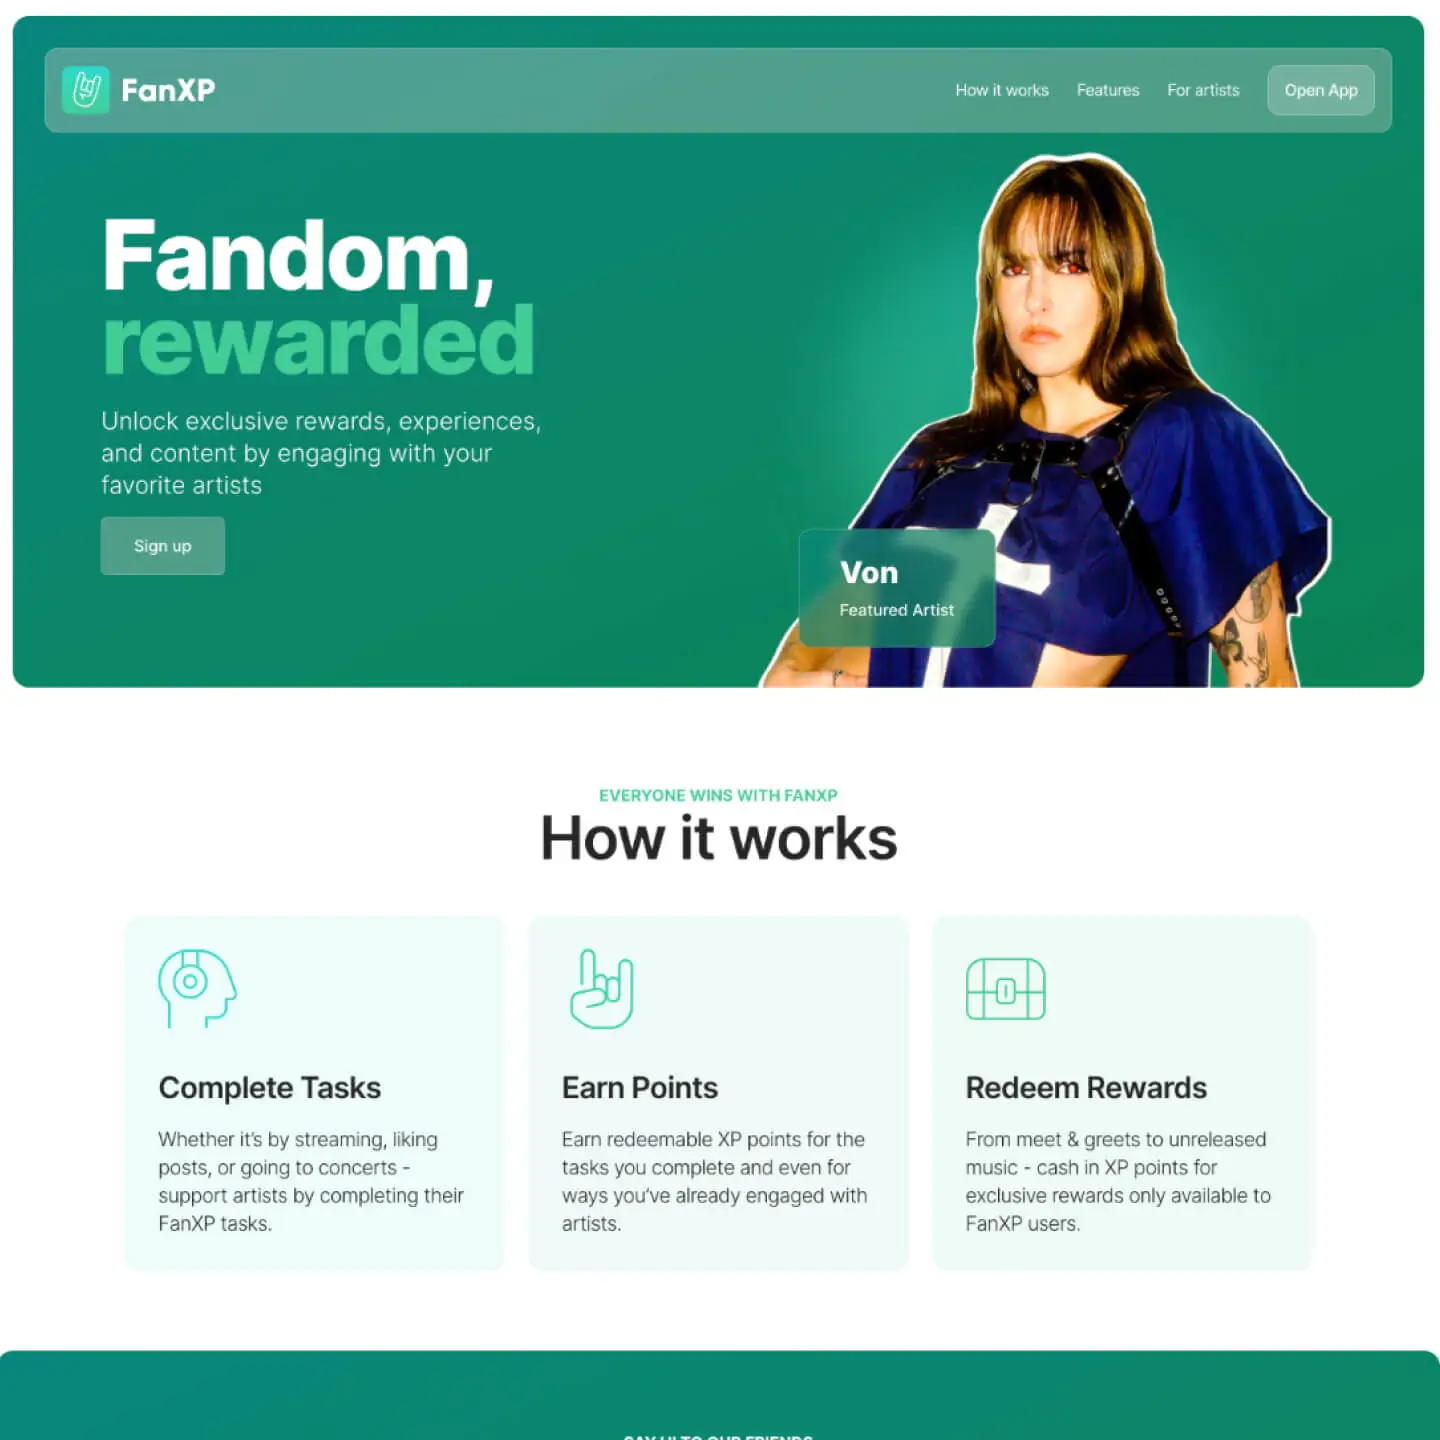 FanXP
How it works
Features
For artists
Open App
Fandom,
rewarded
Unlock exclusive rewards, experiences,
and content by engaging with your
favorite artists
Sign up
Von
Featured Artist
EVERYONE WINS WITH FANXP
How it works
Complete Tasks
Whether it’s by streaming, liking
posts, or going to concerts -
support artists by completing their
FanXP tasks.
Earn Points
Earn redeemable XP points for the
tasks you complete and even for
ways you’ve already engaged with
artists.
Redeem Rewards
From meet & greets to unreleased
music - cash in XP points for
exclusive rewards only available to
FanXP users.
SAY HI TO OUR FRIENDS